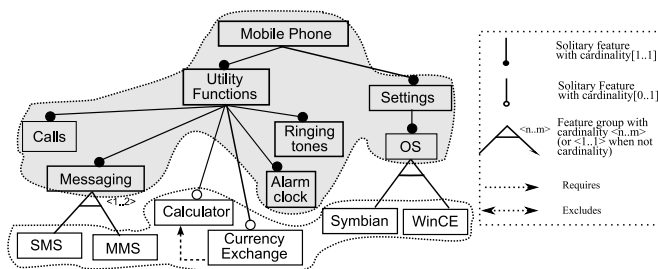 Mobile Phone
Utility
Functions
Settings
Calls
Ringing
tones
OS
Messaging
Alarm
clock
<1..2>
Calculator
Symbian
WinCE
SMS
MMS
Currency
Exchange
Solitary feature
with cardinality[1..1]
Solitary Feature
with cardinality[0..1]
<n..m>
Feature group with
cardinality <n..m>
(or <1..1> when not
cardinality)
Requires
Excludes